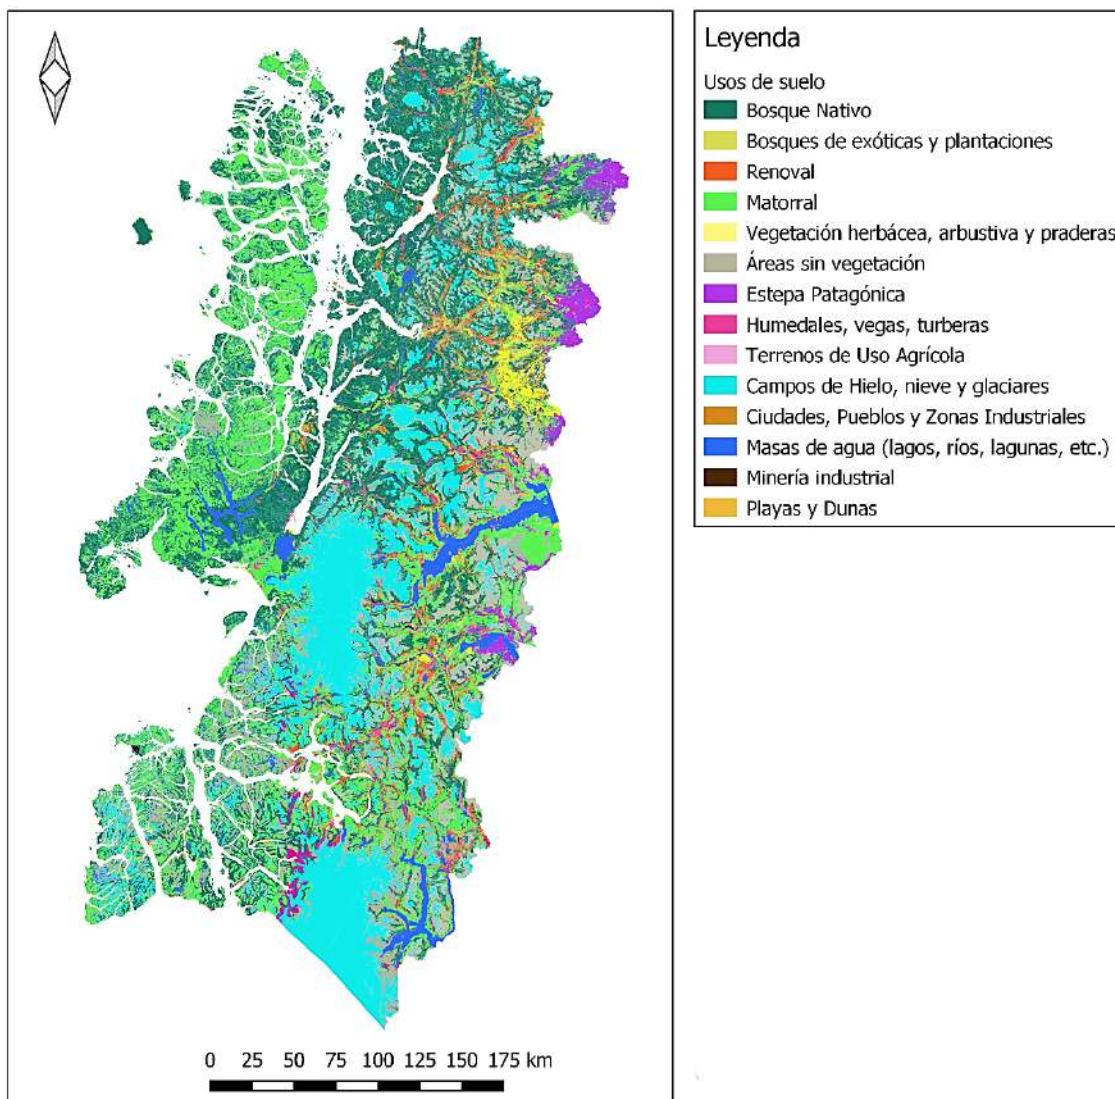 Leyenda
Usos de suelo
Bosque Nativo
Bosques de exóticas y plantaciones
Renoval
Matorral
Vegetación herbácea, arbustiva y praderas
Áreas sin vegetación
Estepa Patagónica
Humedales, vegas, turberas
Terrenos de Uso Agrícola
Campos de Hielo, nieve y glaciares
Ciudades, Pueblos y Zonas Industriales
Masas de agua (lagos, ríos, lagunas, etc.)
Minería industrial
Playas y Dunas
0 25 50 75 100 125 150 175 km